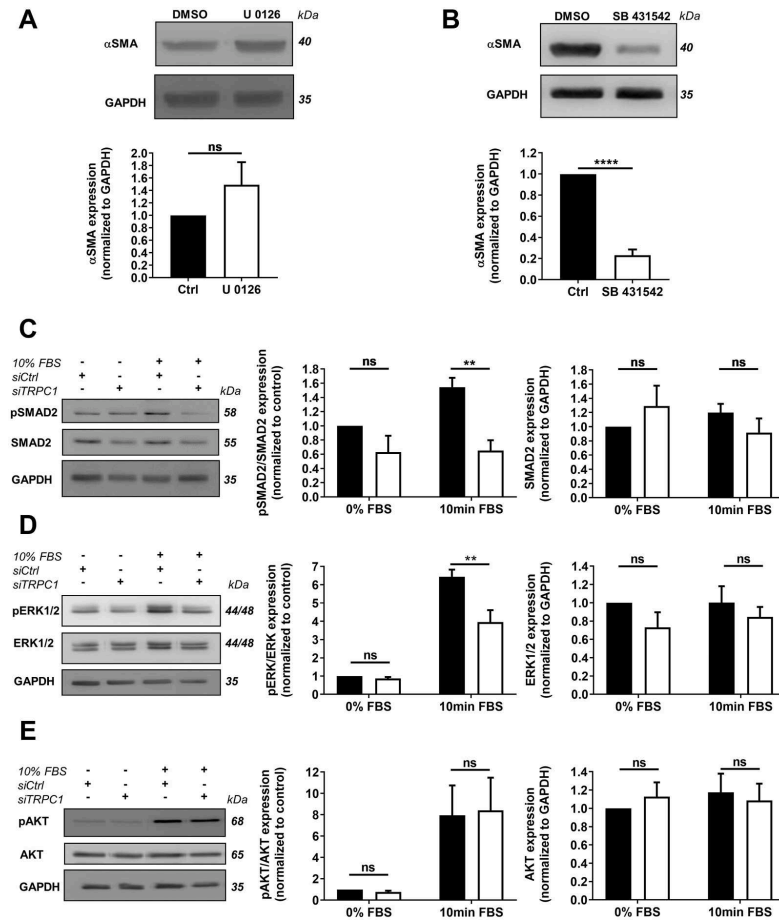 A
DMSO U 0126 kDa
αSMA 40
GAPDH 35
αSMA expression
(normalized to GAPDH)
2.0
1.8
1.6
1.4
1.2
1.0
0.8
0.6
0.4
0.2
0.0
ns
Ctrl U 0126
B
DMSO SB 431542 kDa
αSMA 40
GAPDH 35
αSMA expression
(normalized to GAPDH)
1.2
1.0
0.8
0.6
0.4
0.2
0.0
****
Ctrl SB 431542
C
10% FBS - - + +
siCtrl + - + -
siTRPC1 - + - + kDa
pSMAD2 58
SMAD2 55
GAPDH 35
pSMAD2/SMAD2 expression
(normalized to control)
1.8
1.6
1.4
1.2
1.0
0.8
0.6
0.4
0.2
0.0
ns **
0% FBS 10min FBS
SMAD2 expression
(normalized to GAPDH)
1.8
1.6
1.4
1.2
1.0
0.8
0.6
0.4
0.2
0.0
ns ns
0% FBS 10min FBS
D
10% FBS - - + +
siCtrl + - + -
siTRPC1 - + - + kDa
pERK1/2 44/48
ERK1/2 44/48
GAPDH 35
pERK/ERK expression
(normalized to control)
7
6
5
4
3
2
1
0
ns **
0% FBS 10min FBS
ERK1/2 expression
(normalized to GAPDH)
1.4
1.2
1.0
0.8
0.6
0.4
0.2
0.0
ns ns
0% FBS 10min FBS
E
10% FBS - - + +
siCtrl + - + -
siTRPC1 - + - + kDa
pAKT 68
AKT 65
GAPDH 35
pAKT/AKT expression
(normalized to control)
12
10
8
6
4
2
0
ns ns
0% FBS 10min FBS
AKT expression
(normalized to GAPDH)
1.6
1.4
1.2
1.0
0.8
0.6
0.4
0.2
0.0
ns ns
0% FBS 10min FBS